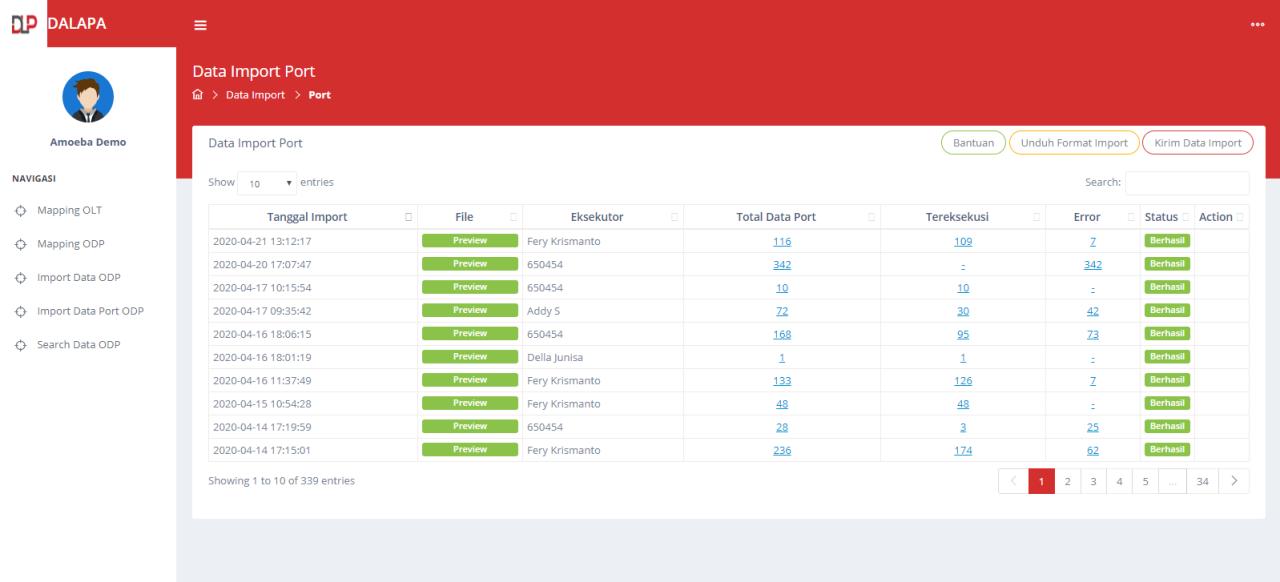 DLP DALAPA
Amoeba Demo
NAVIGASI
Mapping OLT
Mapping ODP
Import Data ODP
Import Data Port ODP
Search Data ODP
Data Import Port
Data Import Port
Data Import Port Bantuan Unduh Format Import Kirim Data Import
Show 10 entries Search:
Tanggal Import File Eksekutor Total Data Port Tereksekusi Error Status Action
2020-04-21 13:12:17 Preview Fery Krismanto 116 109 7 Berhasil
2020-04-20 17:07:47 Preview 650454 342 - 342 Berhasil
2020-04-17 10:15:54 Preview 650454 10 10 - Berhasil
2020-04-17 09:35:42 Preview Addy S 72 30 42 Berhasil
2020-04-16 18:06:15 Preview 650454 168 95 73 Berhasil
2020-04-16 18:01:19 Preview Della Junisa 1 1 - Berhasil
2020-04-16 11:37:49 Preview Fery Krismanto 133 126 7 Berhasil
2020-04-15 10:54:28 Preview Fery Krismanto 48 48 - Berhasil
2020-04-14 17:19:59 Preview 650454 28 3 25 Berhasil
2020-04-14 17:15:01 Preview Fery Krismanto 236 174 62 Berhasil
Showing 1 to 10 of 339 entries 1 2 3 4 5 ... 34